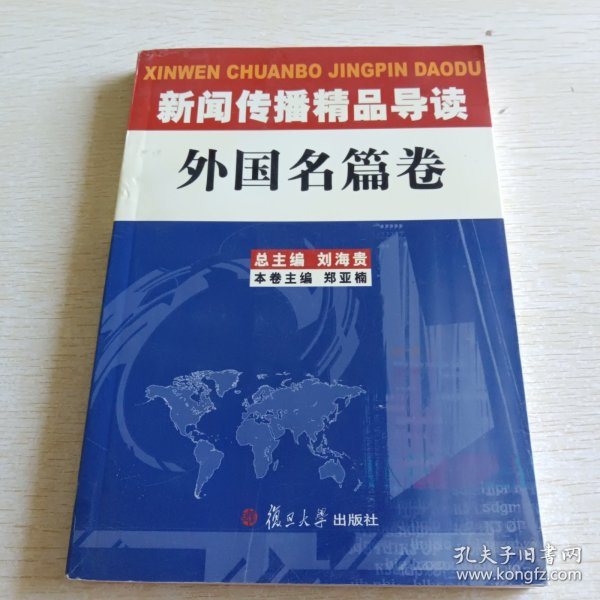 XINWEN CHUANBO JINGPIN DAODU
新闻传播精品导读
外国名篇卷
总主编 刘海贵
本卷主编 郑亚楠
復旦大学 出版社
孔夫子旧书网
www.kongfz.com